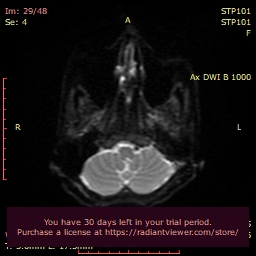 Im: 29/48
Se: 4
A
STP101
STP101
F
Ax DWI B 1000
R
L
You have 30 days left in your trial period.
Purchase a license at https://radiantviewer.com/store/